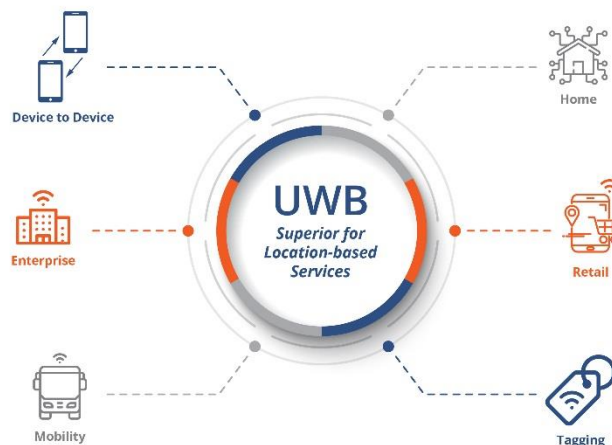 Device to Device
Home
UWB
Superior for
Location-based
Services
Enterprise
Retail
Mobility
Tagging